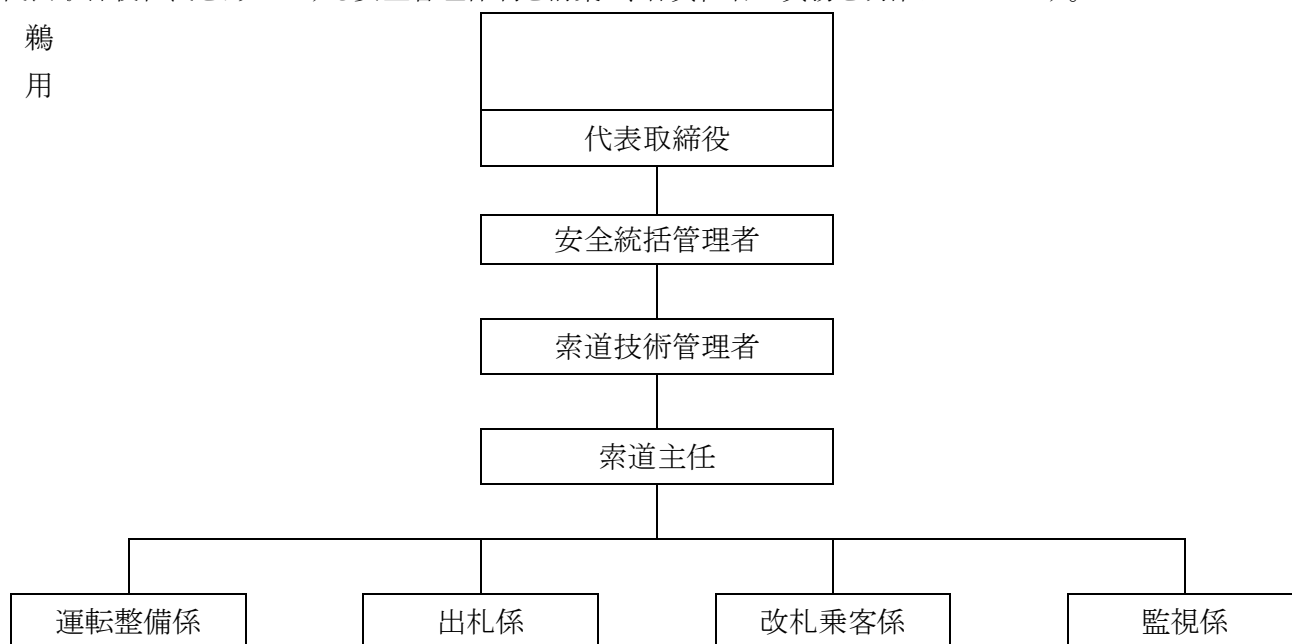 鵜
用
代表取締役
安全統括管理者
索道技術管理者
索道主任
運転整備係 出札係 改札乗客係 監視係